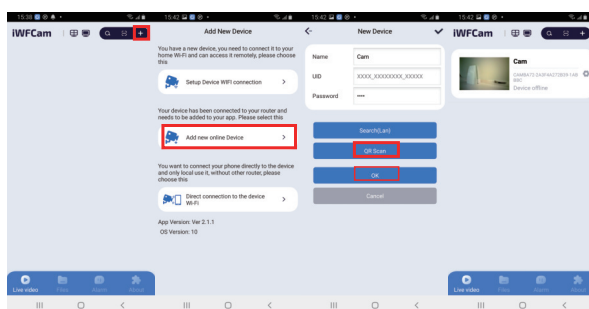 15:38
iWFCam
Live video
Files
Alarm
About
15:42
Add New Device
You have a new device, you need to connect it to your
home Wi-Fi and can access it remotely, please choose
this
Setup Device WIFI connection
Your device has been connected to your router and
needs to be added to your app. Please select this
Add new online Device
You want to connect your phone directly to the device
and only local use it, without other router, please
choose this
Direct connection to the device
Wi-Fi
App Version: Ver 2.1.1
OS Version: 10
15:42
New Device
Name
Cam
UID
XXXX_XXXXXXXX_XXXXX
Password
••••
Search(Lan)
QR Scan
OK
Cancel
15:42
iWFCam
Cam
Device offline
Live video
Files
Alarm
About